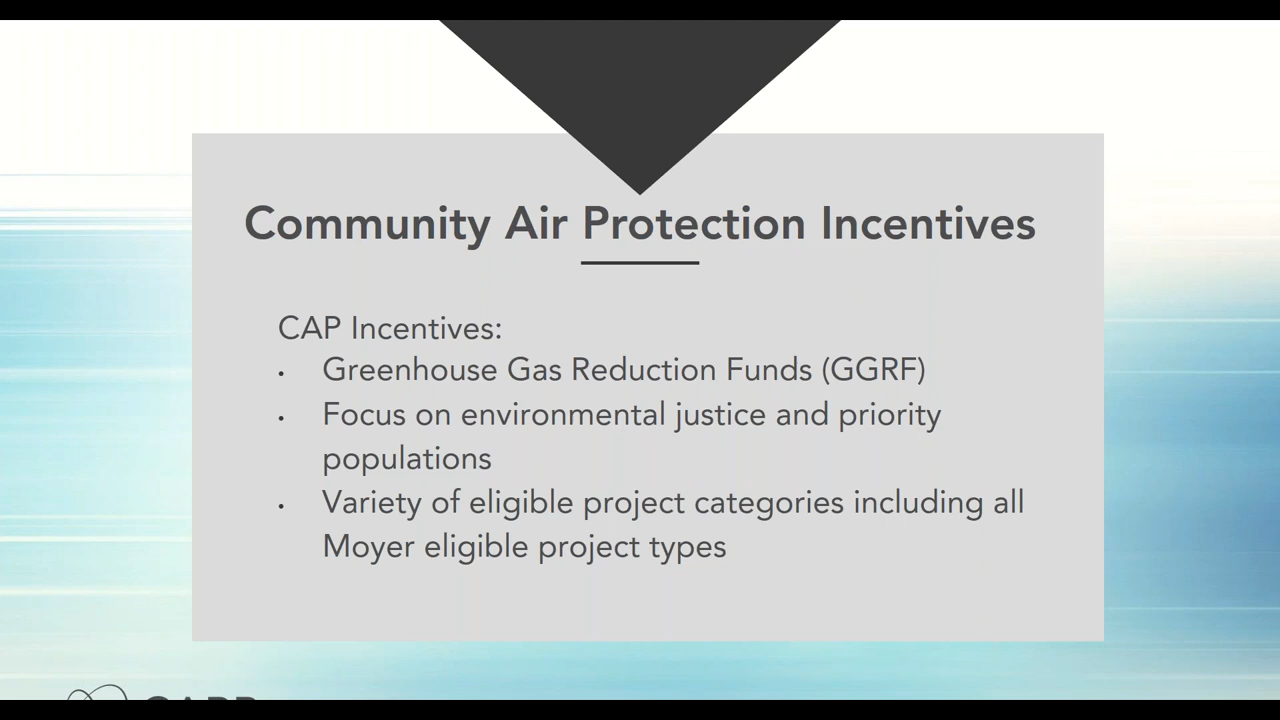 Community Air Protection Incentives
CAP Incentives:
• Greenhouse Gas Reduction Funds (GGRF)
• Focus on environmental justice and priority
populations
• Variety of eligible project categories including all
Moyer eligible project types